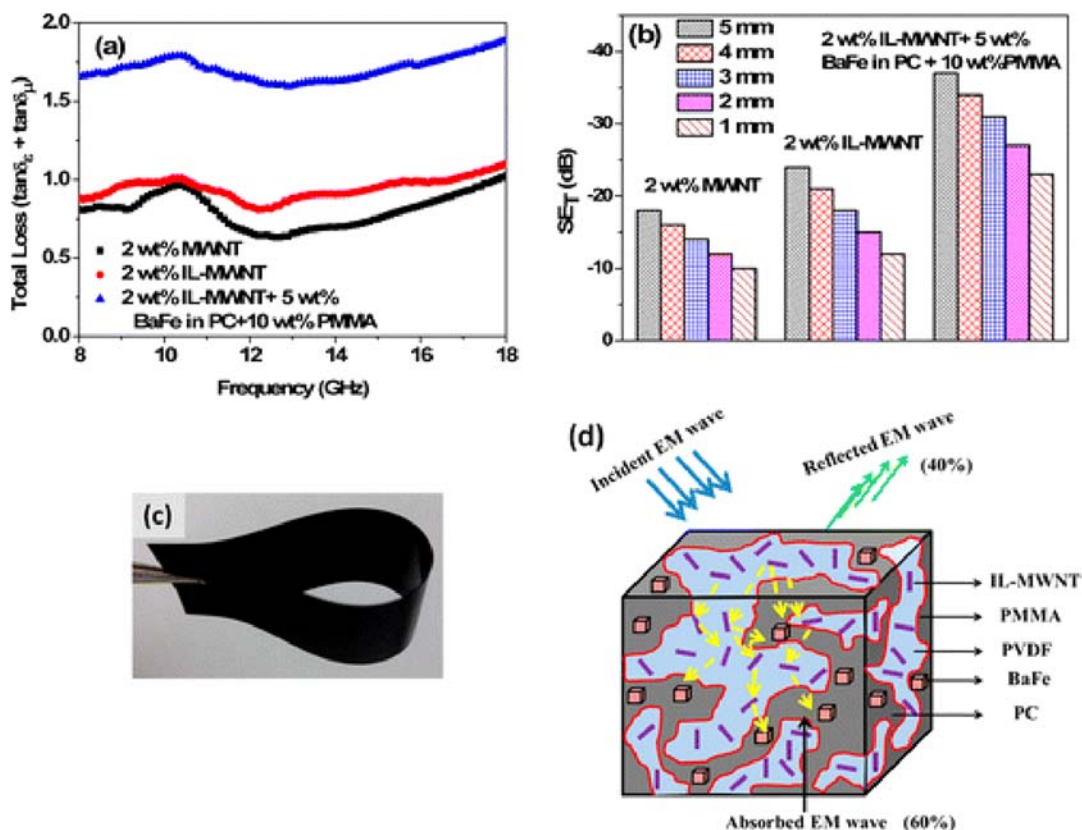 (a)
2.0
1.5
1.0
0.5
0.0
Total Loss (tanδε + tanδμ)
2 wt% MWNT
2 wt% IL-MWNT
2 wt% IL-MWNT+ 5 wt%
BaFe in PC+10 wt% PMMA
8 10 12 14 16 18
Frequency (GHz)
(b)
-40
-30
-20
-10
0
SET (dB)
5 mm
4 mm
3 mm
2 mm
1 mm
2 wt% MWNT
2 wt% IL-MWNT
2 wt% IL-MWNT+ 5 wt%
BaFe in PC + 10 wt%PMMA
(c)
(d)
Incident EM wave
Reflected EM wave
(40%)
IL-MWNT
PMMA
PVDF
BaFe
PC
Absorbed EM wave (60%)